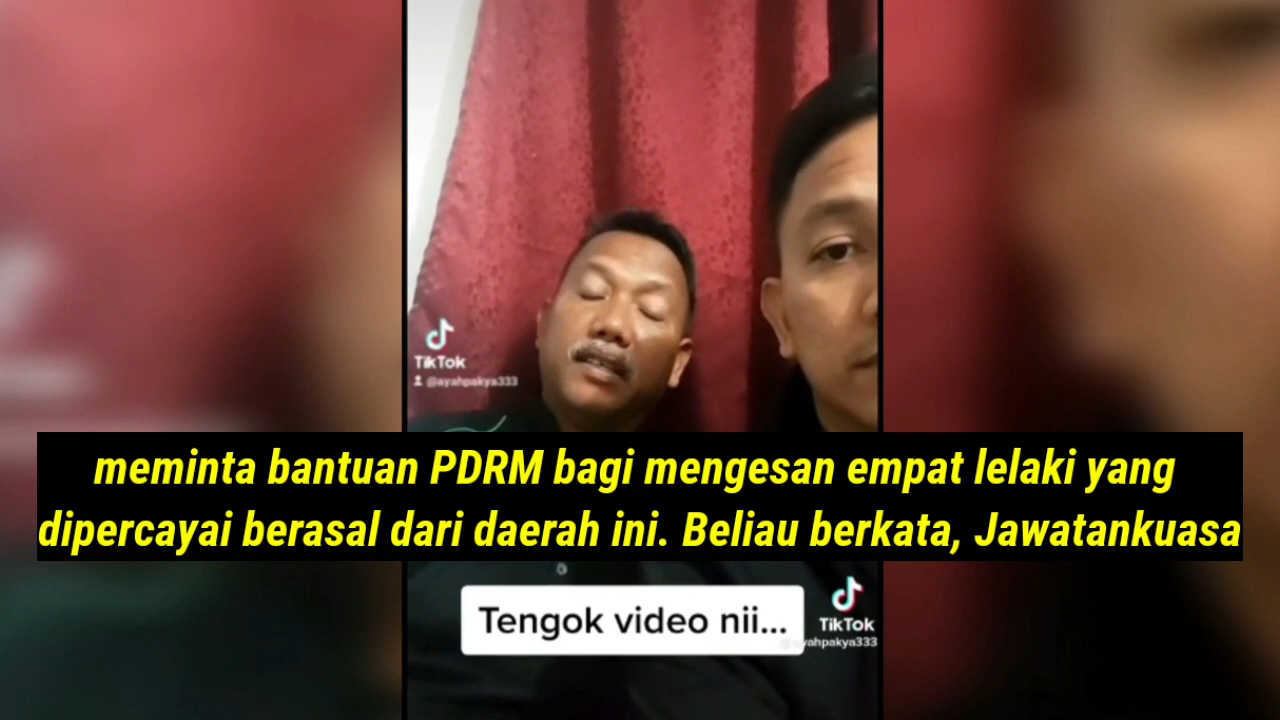 TikTok
@ayahpakya333
meminta bantuan PDRM bagi mengesan empat lelaki yang
dipercayai berasal dari daerah ini. Beliau berkata, Jawatankuasa
Tengok video nii...
TikTok
yahpakya333